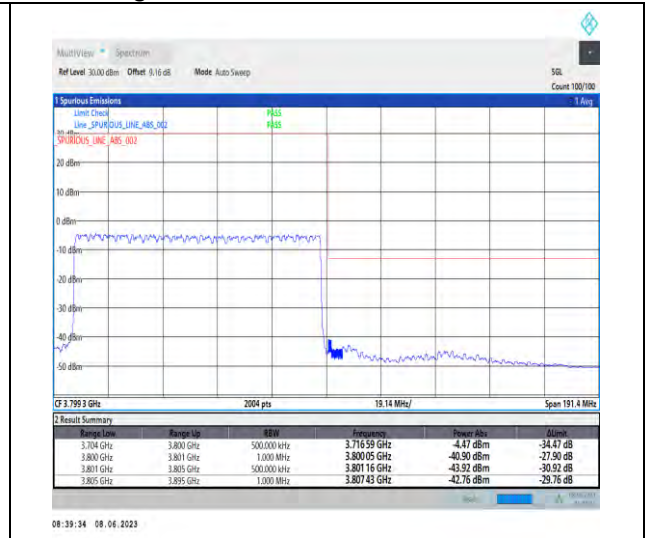 MultiView Spectrum
Ref Level 30.00 dBm Offset 9.16 dB Mode Auto Sweep SGL
Count 100/100
1 Spurious Emissions 1 Avg
Limit Check PASS
Line _SPURIOUS_LINE_ABS_002 PASS
_SPURIOUS_LINE_ABS_002
20 dBm
10 dBm
0 dBm
-10 dBm
-20 dBm
-30 dBm
-40 dBm
-50 dBm
CF 3.799 3 GHz 2004 pts 19.14 MHz/ Span 191.4 MHz
2 Result Summary
Range Low Range Up RBW Frequency Power Abs ΔLimit
3.704 GHz 3.800 GHz 500.000 kHz 3.716 59 GHz -4.47 dBm -34.47 dB
3.800 GHz 3.801 GHz 1.000 MHz 3.800 05 GHz -40.90 dBm -27.90 dB
3.801 GHz 3.805 GHz 500.000 kHz 3.801 16 GHz -43.92 dBm -30.92 dB
3.805 GHz 3.895 GHz 1.000 MHz 3.807 43 GHz -42.76 dBm -29.76 dB
08:39:34 08.06.2023